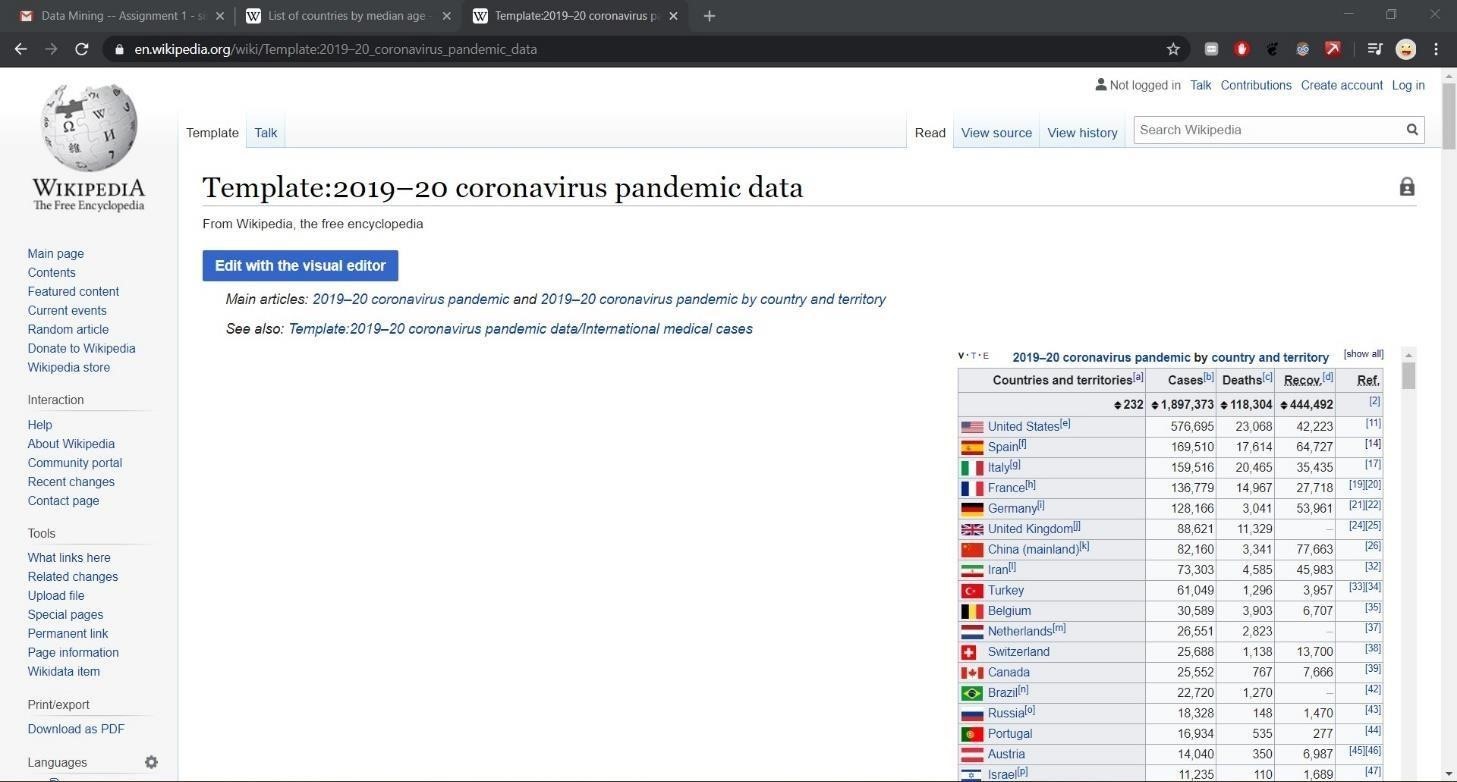 Data Mining -- Assignment 1 - s
List of countries by median age -
Template:2019–20 coronavirus p
en.wikipedia.org/wiki/Template:2019–20_coronavirus_pandemic_data
Not logged in Talk Contributions Create account Log in
Template Talk Read View source View history Search Wikipedia
WIKIPEDIA
The Free Encyclopedia
Template:2019–20 coronavirus pandemic data
From Wikipedia, the free encyclopedia
Edit with the visual editor
Main articles: 2019–20 coronavirus pandemic and 2019–20 coronavirus pandemic by country and territory
See also: Template:2019–20 coronavirus pandemic data/International medical cases
Main page
Contents
Featured content
Current events
Random article
Donate to Wikipedia
Wikipedia store
Interaction
Help
About Wikipedia
Community portal
Recent changes
Contact page
Tools
What links here
Related changes
Upload file
Special pages
Permanent link
Page information
Wikidata item
Print/export
Download as PDF
Languages
V·T·E 2019–20 coronavirus pandemic by country and territory [show all]
Countries and territories[a] Cases[b] Deaths[c] Recov.[d] Ref.
232 1,897,373 118,304 444,492 [2]
United States[e] 576,695 23,068 42,223 [11]
Spain[f] 169,510 17,614 64,727 [14]
Italy[g] 159,516 20,465 35,435 [17]
France[h] 136,779 14,967 27,718 [19][20]
Germany[i] 128,166 3,041 53,961 [21][22]
United Kingdom[j] 88,621 11,329 – [24][25]
China (mainland)[k] 82,160 3,341 77,663 [26]
Iran[l] 73,303 4,585 45,983 [32]
Turkey 61,049 1,296 3,957 [33][34]
Belgium 30,589 3,903 6,707 [35]
Netherlands[m] 26,551 2,823 – [37]
Switzerland 25,688 1,138 13,700 [38]
Canada 25,552 767 7,666 [39]
Brazil[n] 22,720 1,270 – [42]
Russia[o] 18,328 148 1,470 [43]
Portugal 16,934 535 277 [44]
Austria 14,040 350 6,987 [45][46]
Israel[p] 11,235 110 1,689 [47]